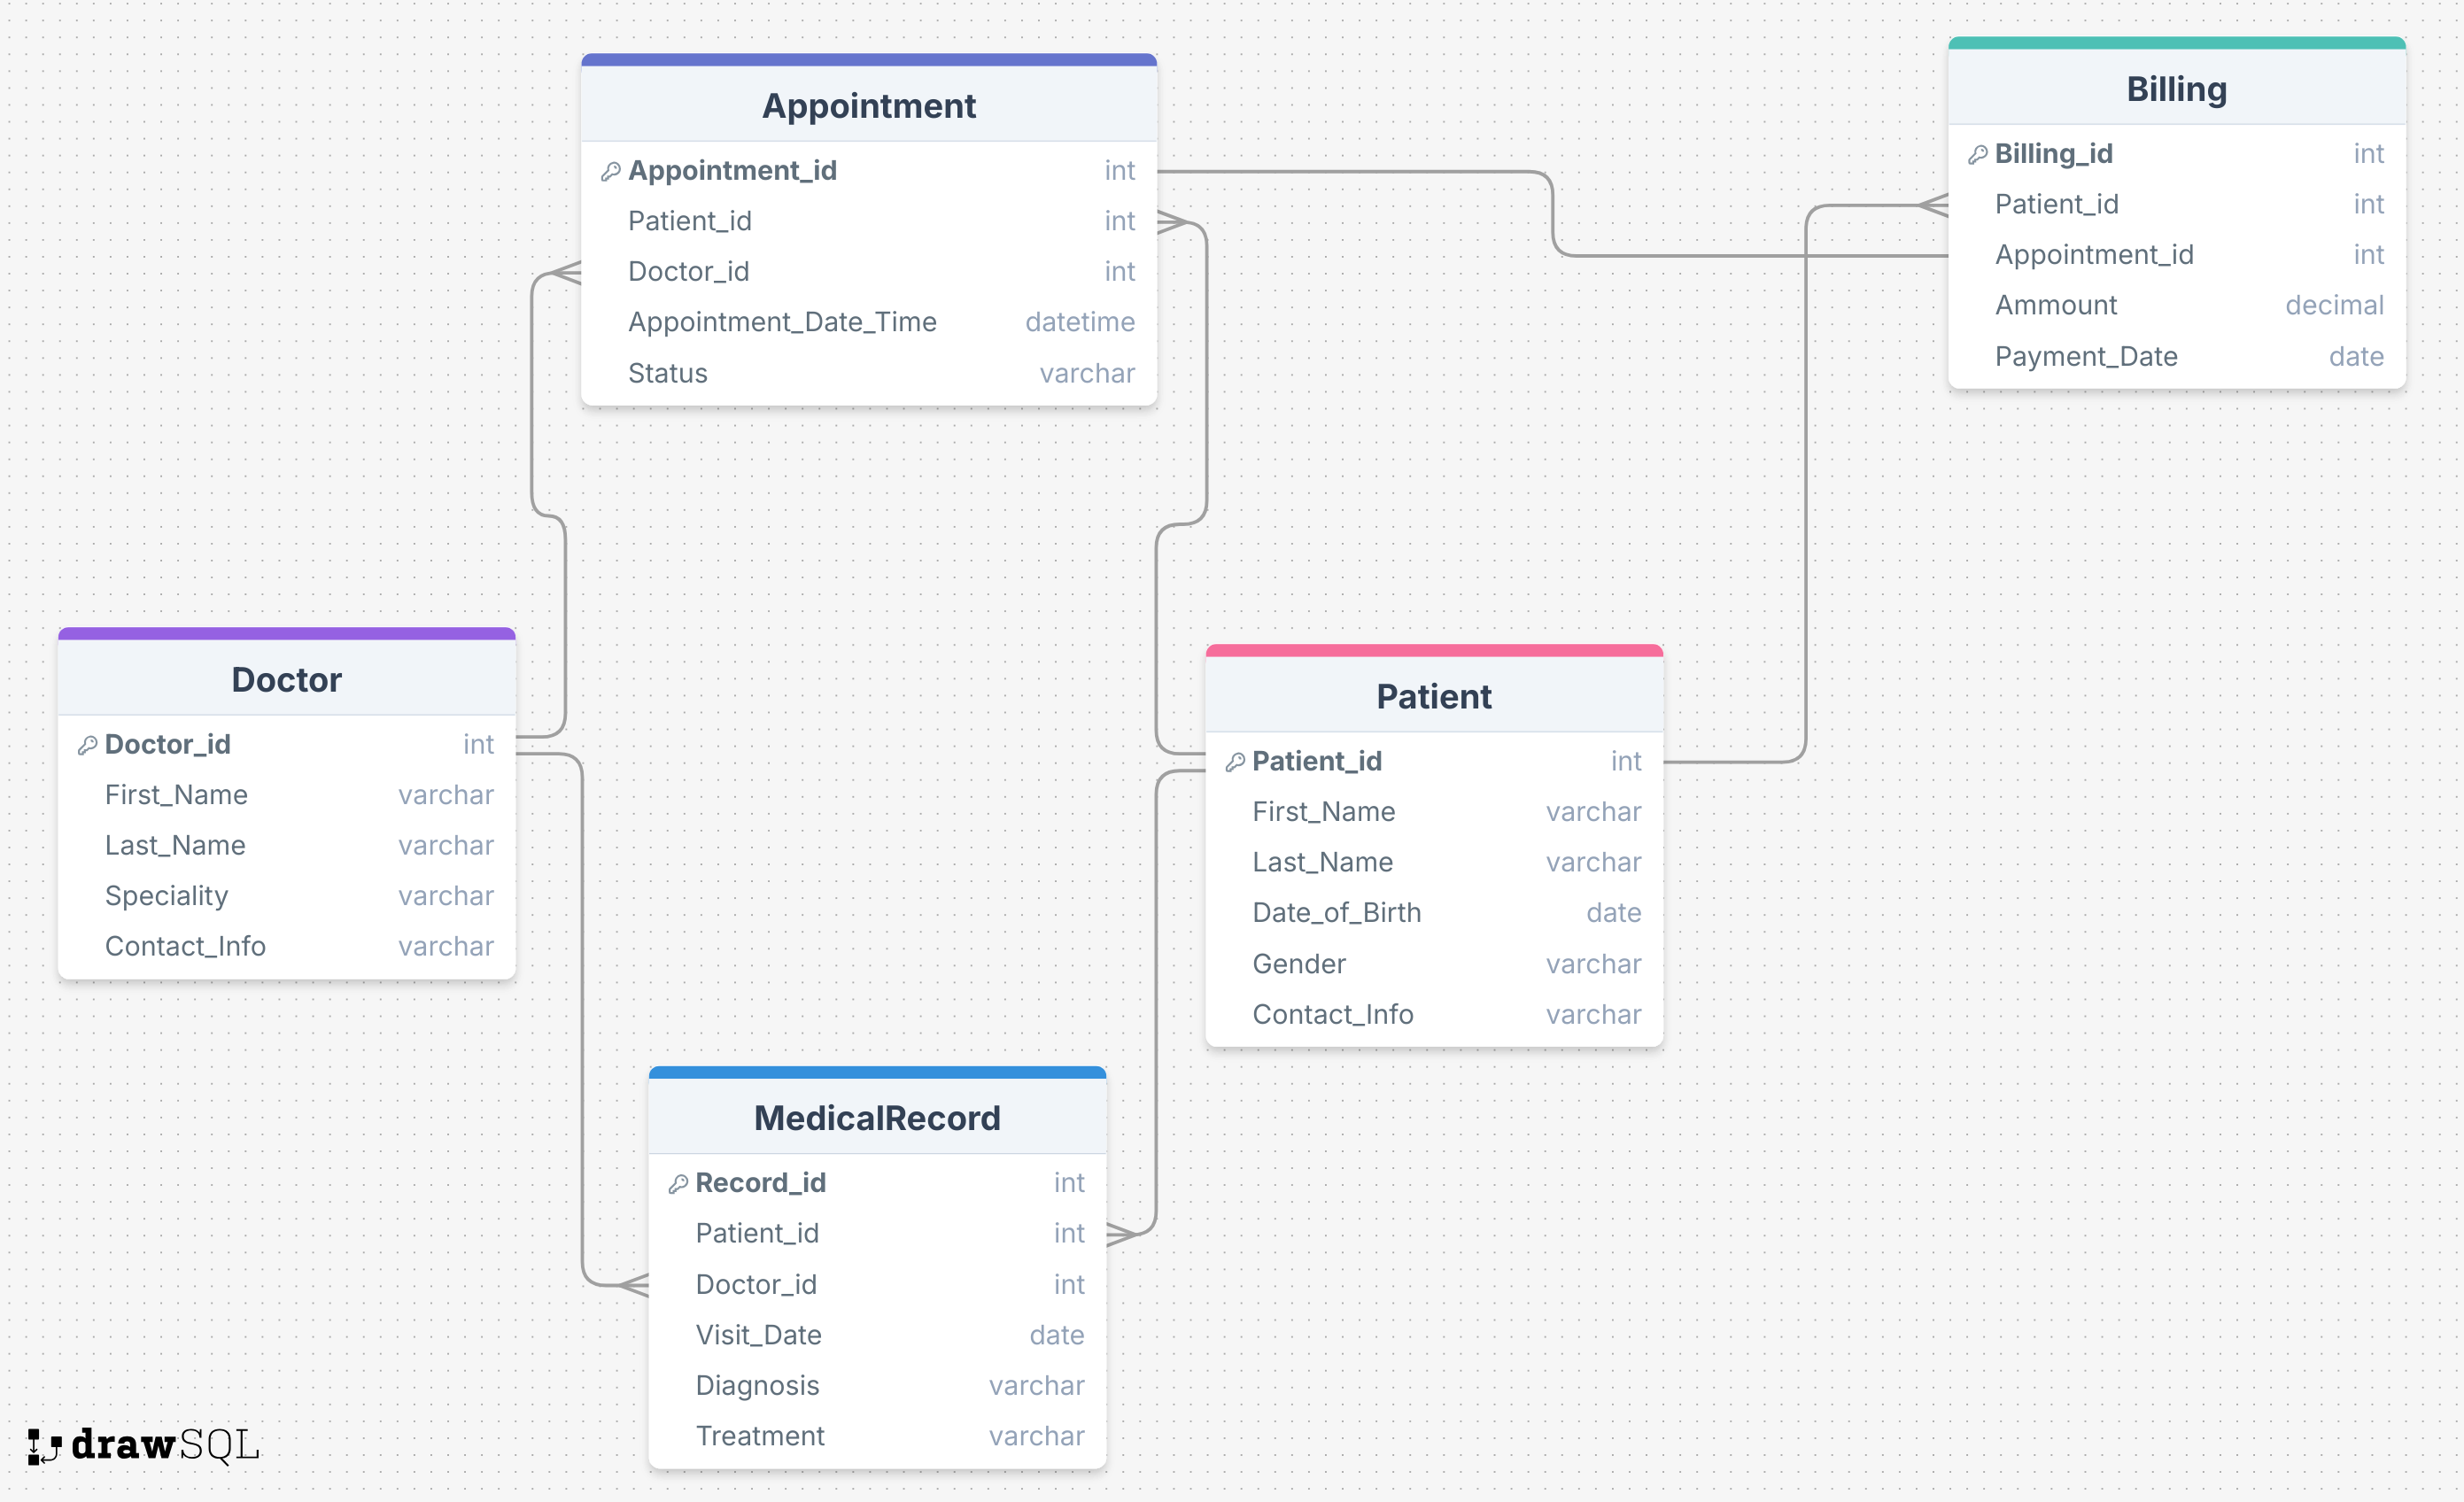 Appointment
Appointment_id int
Patient_id int
Doctor_id int
Appointment_Date_Time datetime
Status varchar
Billing
Billing_id int
Patient_id int
Appointment_id int
Ammount decimal
Payment_Date date
Doctor
Doctor_id int
First_Name varchar
Last_Name varchar
Speciality varchar
Contact_Info varchar
Patient
Patient_id int
First_Name varchar
Last_Name varchar
Date_of_Birth date
Gender varchar
Contact_Info varchar
MedicalRecord
Record_id int
Patient_id int
Doctor_id int
Visit_Date date
Diagnosis varchar
Treatment varchar
drawSQL